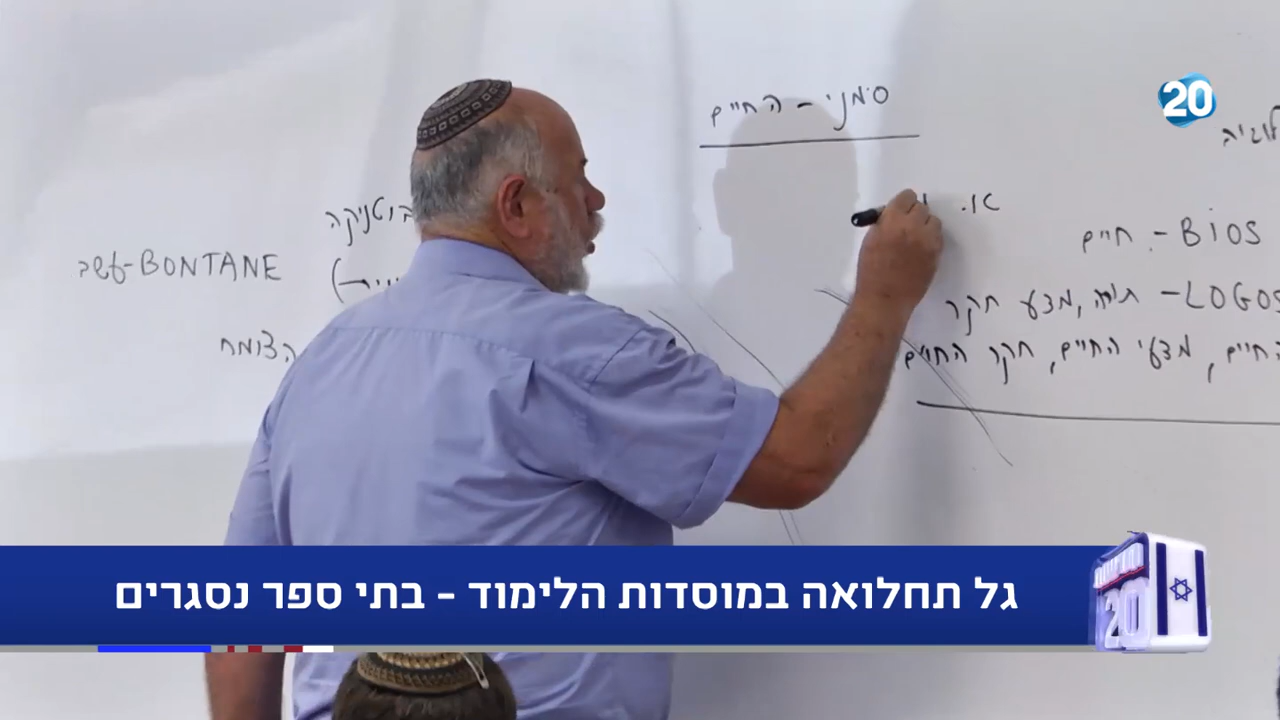 20
סימני - החיים
א.
BIOS - חיים
LOGOS - תורה, מדע חקר
החיים, מדעי החיים, חקר החיים
בוטניקה
BONTANE - עשב
הצומח
גל תחלואה במוסדות הלימוד - בתי ספר נסגרים
20